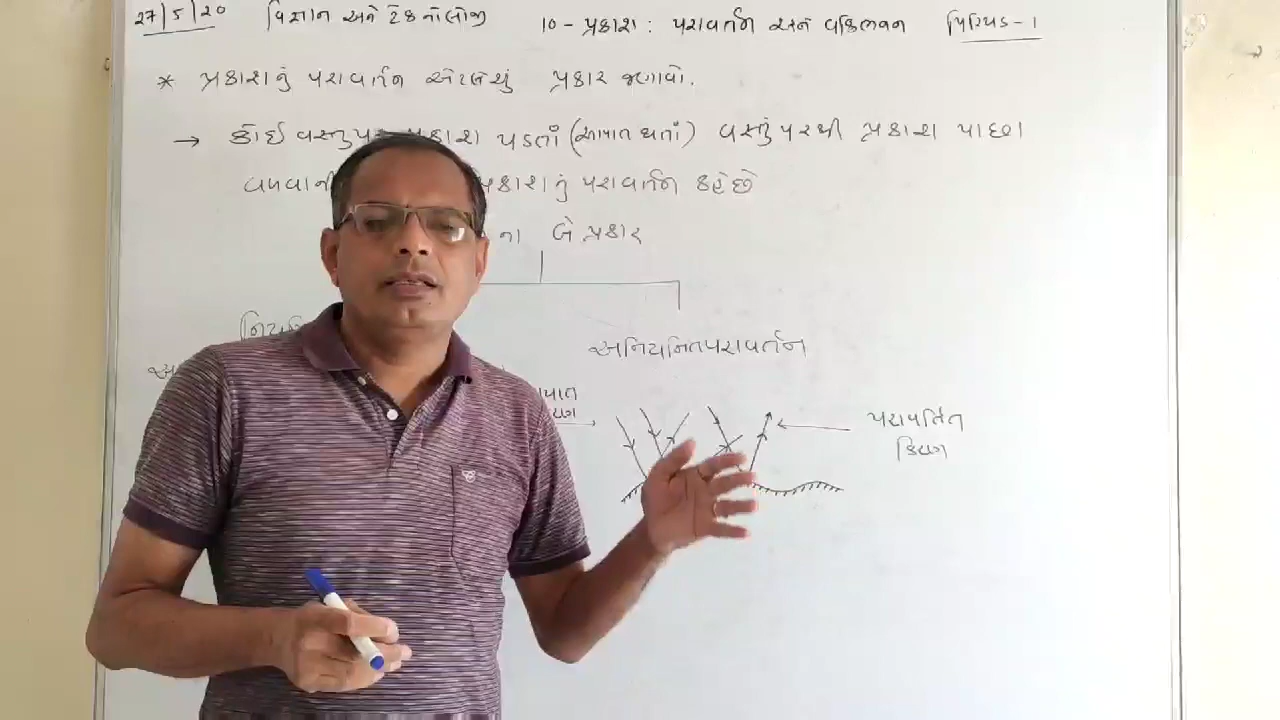 27/5/20 વિજ્ઞાન અને ટેકનોલોજી 10 - પ્રકાશ : પરાવર્તન અને વક્રિભવન પિરિયડ - 1
* પ્રકાશનું પરાવર્તન એટલેશું પ્રકાર જણાવો.
→ કોઈ વસ્તુપર પ્રકાશ પડતાં (આપાત થતાં) વસ્તુંપરથી પ્રકાશ પાછા
વળવાની પ્રકાશનું પરાવર્તન કહેછે
ના બે પ્રકાર
અનિયમિતપરાવર્તન
પરાવર્તિત
કિરણ